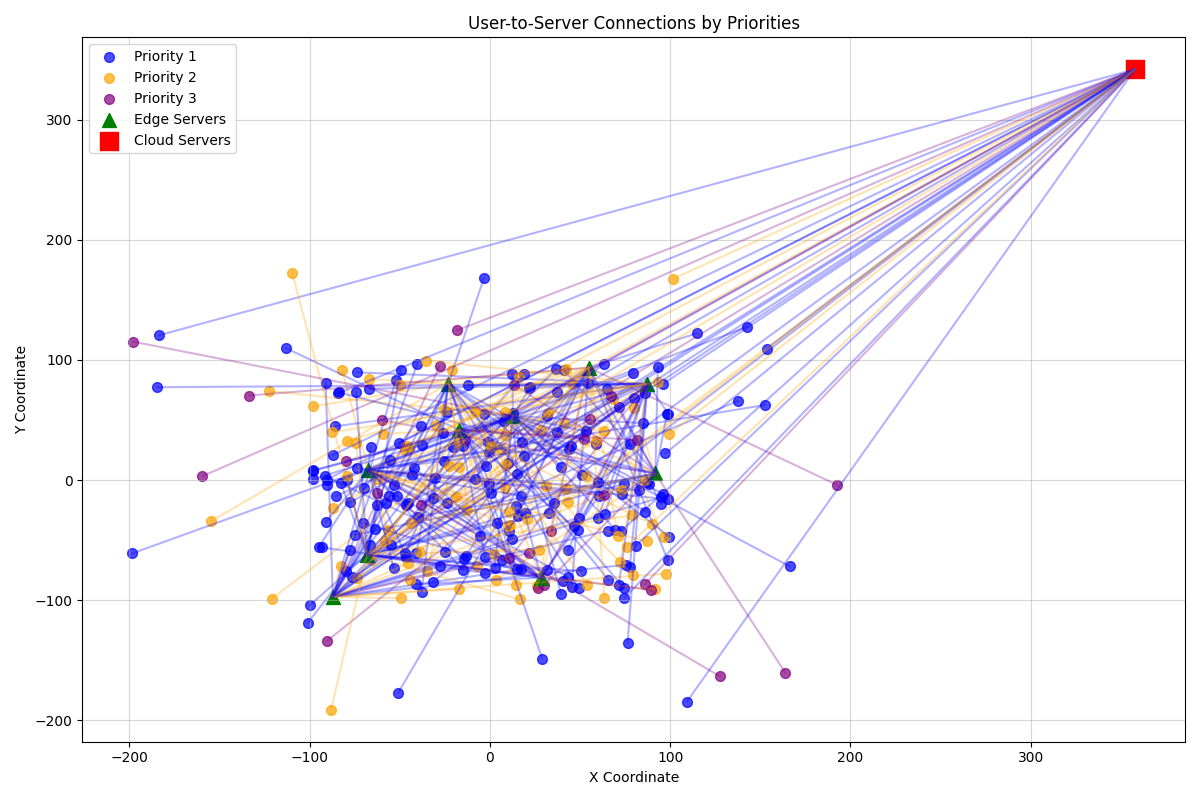 User-to-Server Connections by Priorities
Priority 1
Priority 2
Priority 3
Edge Servers
Cloud Servers
Y Coordinate
300
200
100
0
−100
−200
−200
−100
0
100
200
300
X Coordinate